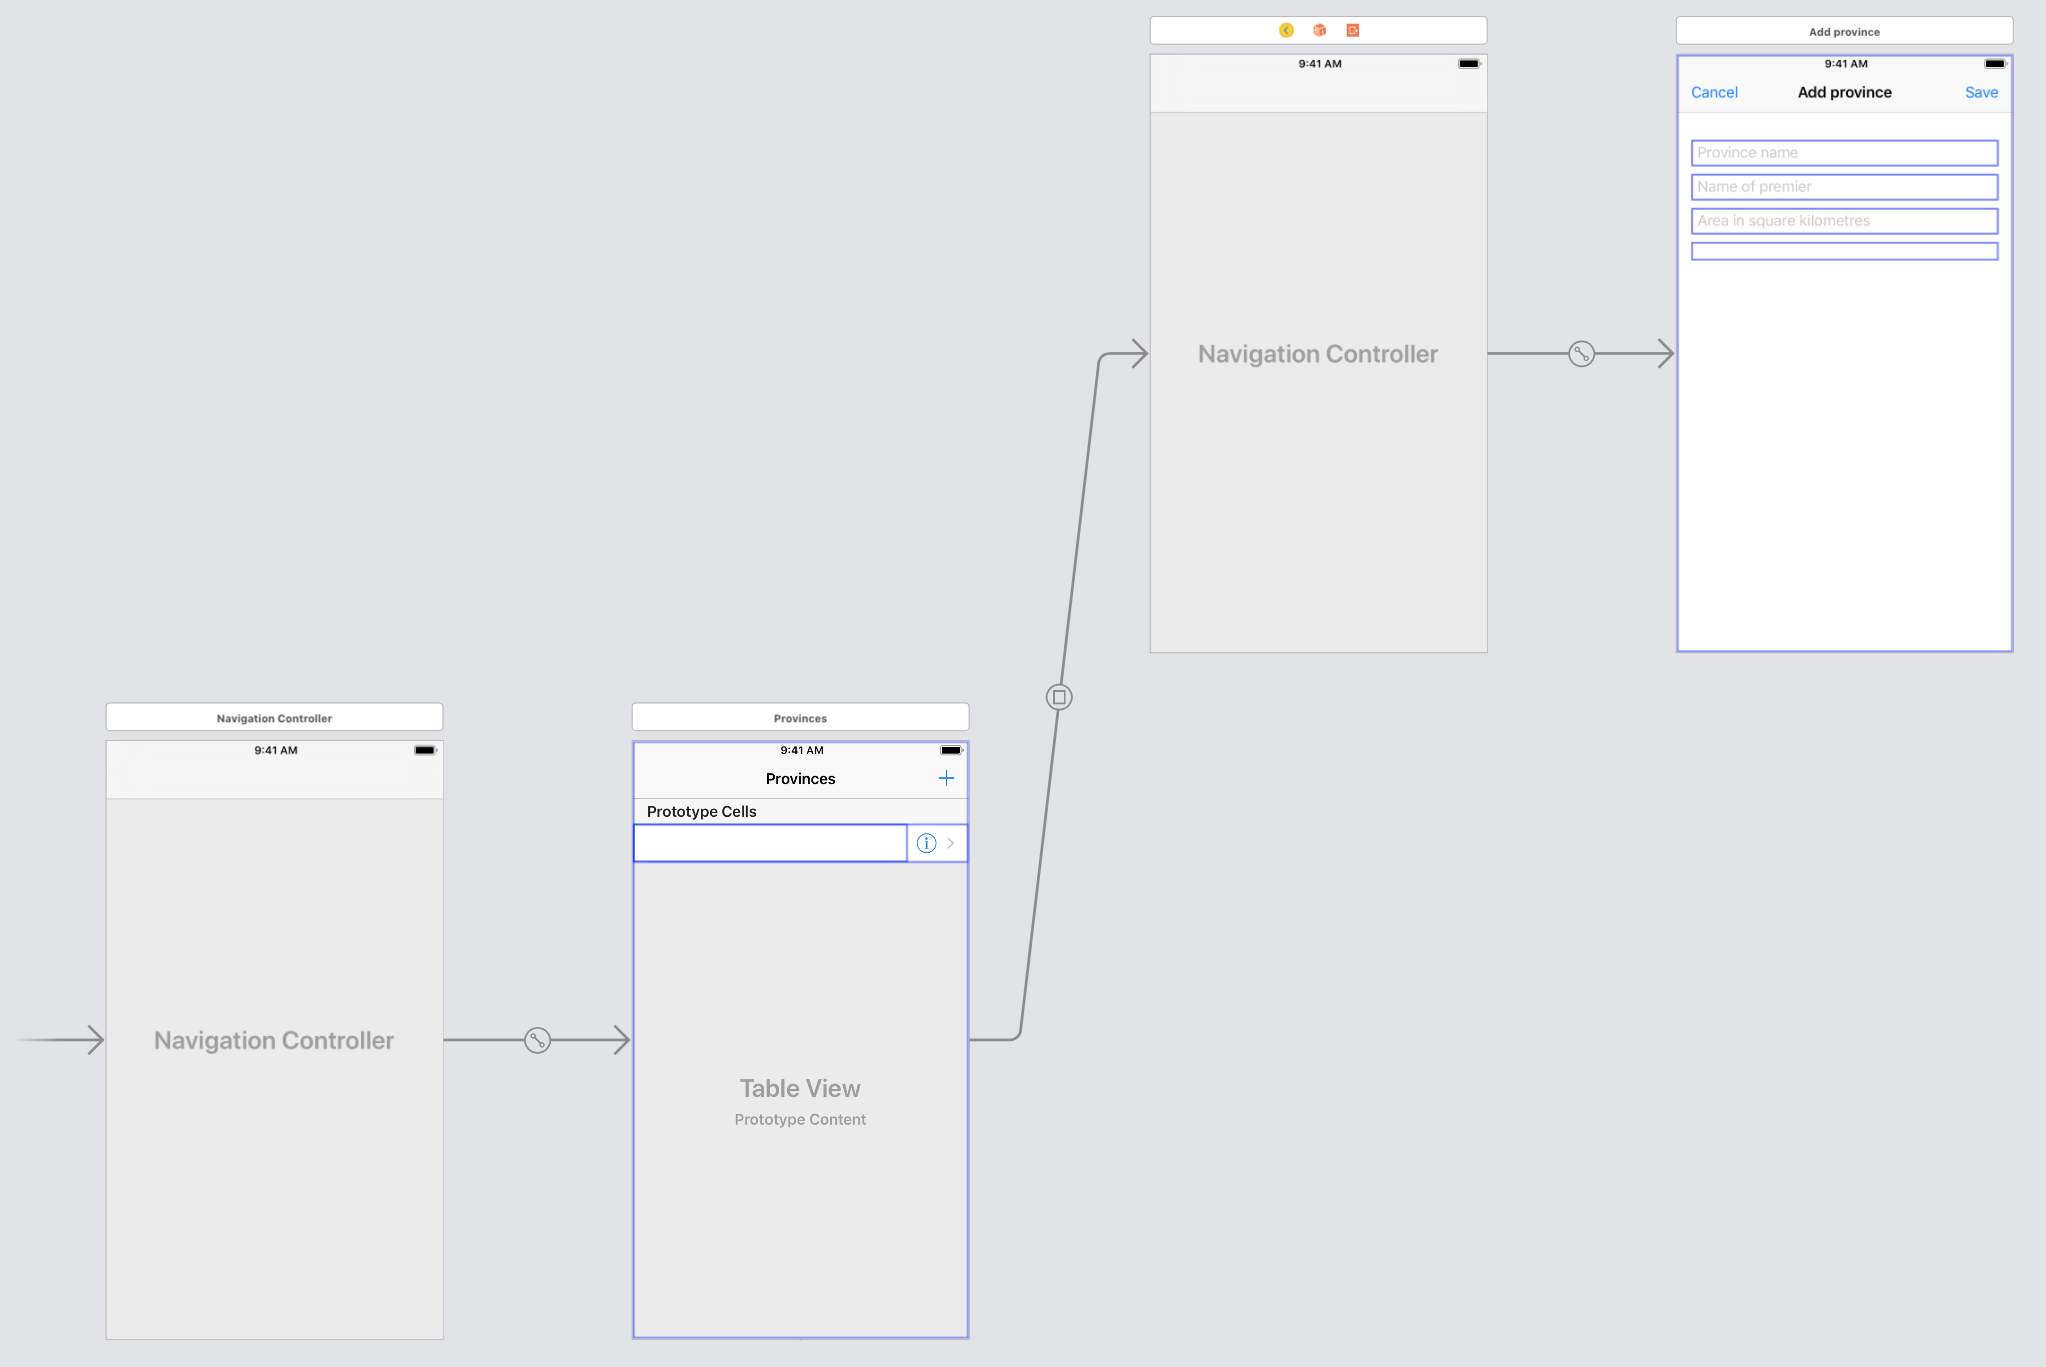 Add province
9:41 AM
9:41 AM
Cancel
Add province
Save
Province name
Name of premier
Area in square kilometres
Navigation Controller
Navigation Controller
9:41 AM
Navigation Controller
Provinces
9:41 AM
Provinces
Prototype Cells
Table View
Prototype Content